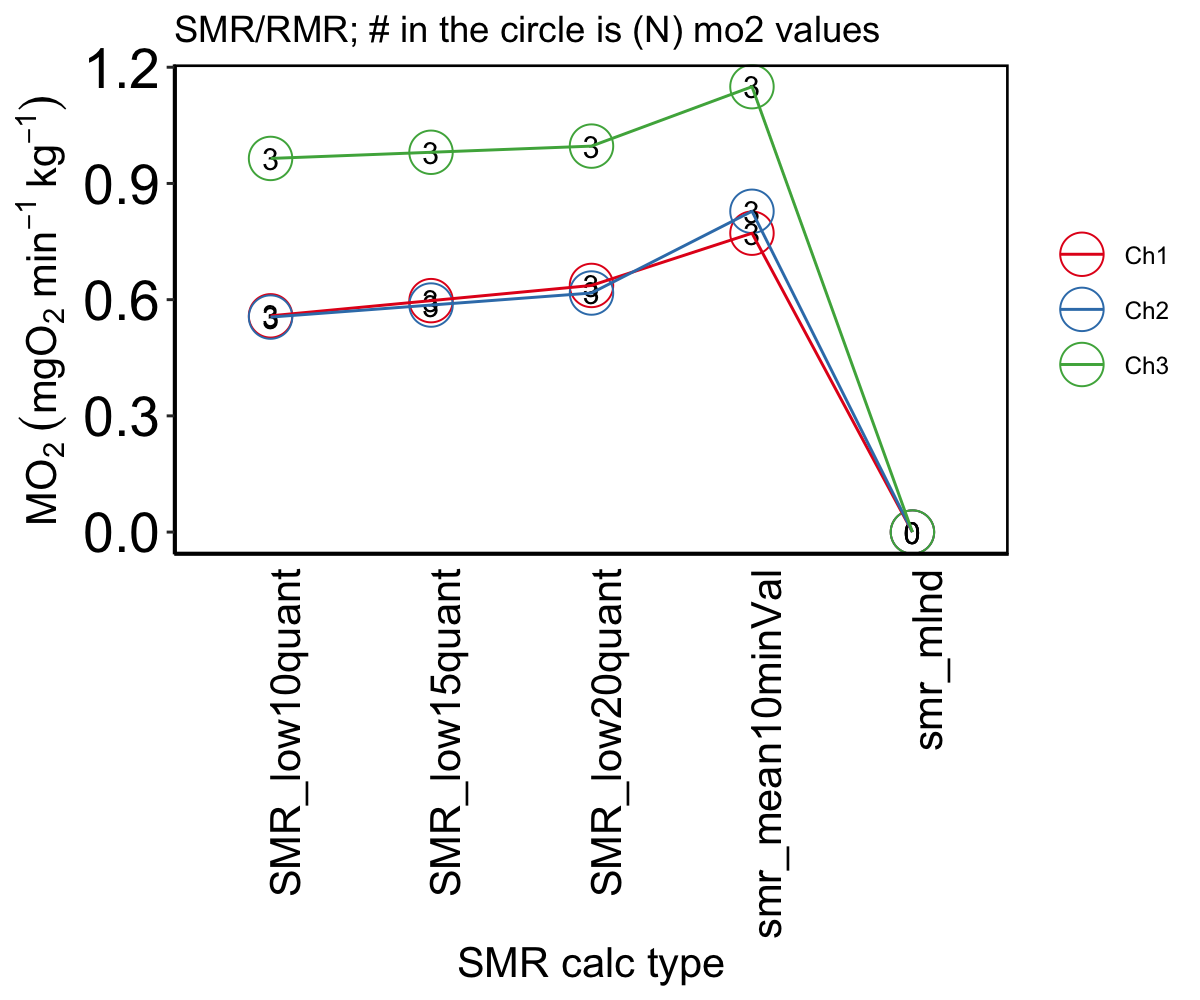 SMR/RMR; # in the circle is (N) mo2 values
MO₂ (mgO₂ min⁻¹ kg⁻¹)
1.2
0.9
0.6
0.3
0.0
3 3 3 3
3 3 3 3
3 3 3 3
0
Ch1
Ch2
Ch3
SMR_low10quant
SMR_low15quant
SMR_low20quant
smr_mean10minVal
smr_mlnd
SMR calc type